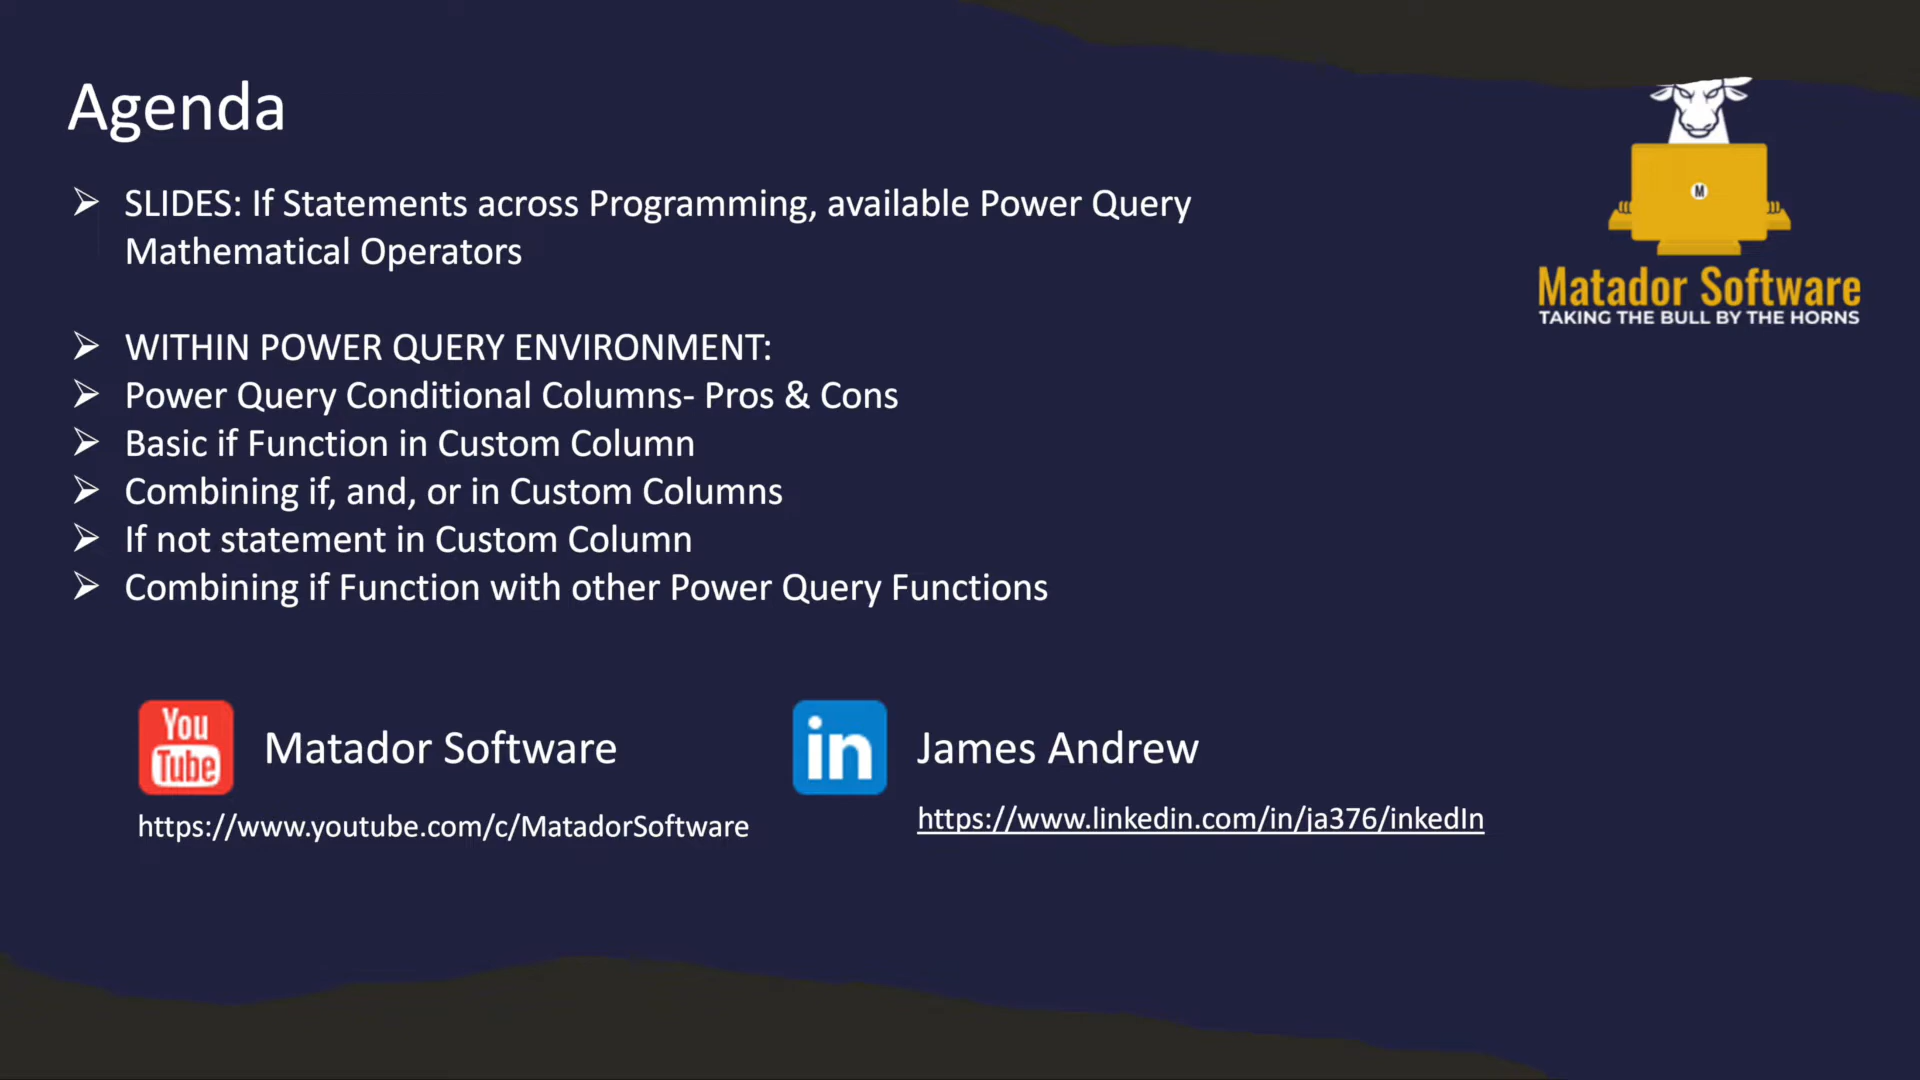 Agenda
SLIDES: If Statements across Programming, available Power Query
Mathematical Operators
WITHIN POWER QUERY ENVIRONMENT:
Power Query Conditional Columns- Pros & Cons
Basic if Function in Custom Column
Combining if, and, or in Custom Columns
If not statement in Custom Column
Combining if Function with other Power Query Functions
M
Matador Software
TAKING THE BULL BY THE HORNS
You
Tube
Matador Software
https://www.youtube.com/c/MatadorSoftware
in
James Andrew
https://www.linkedin.com/in/ja376/inkedIn